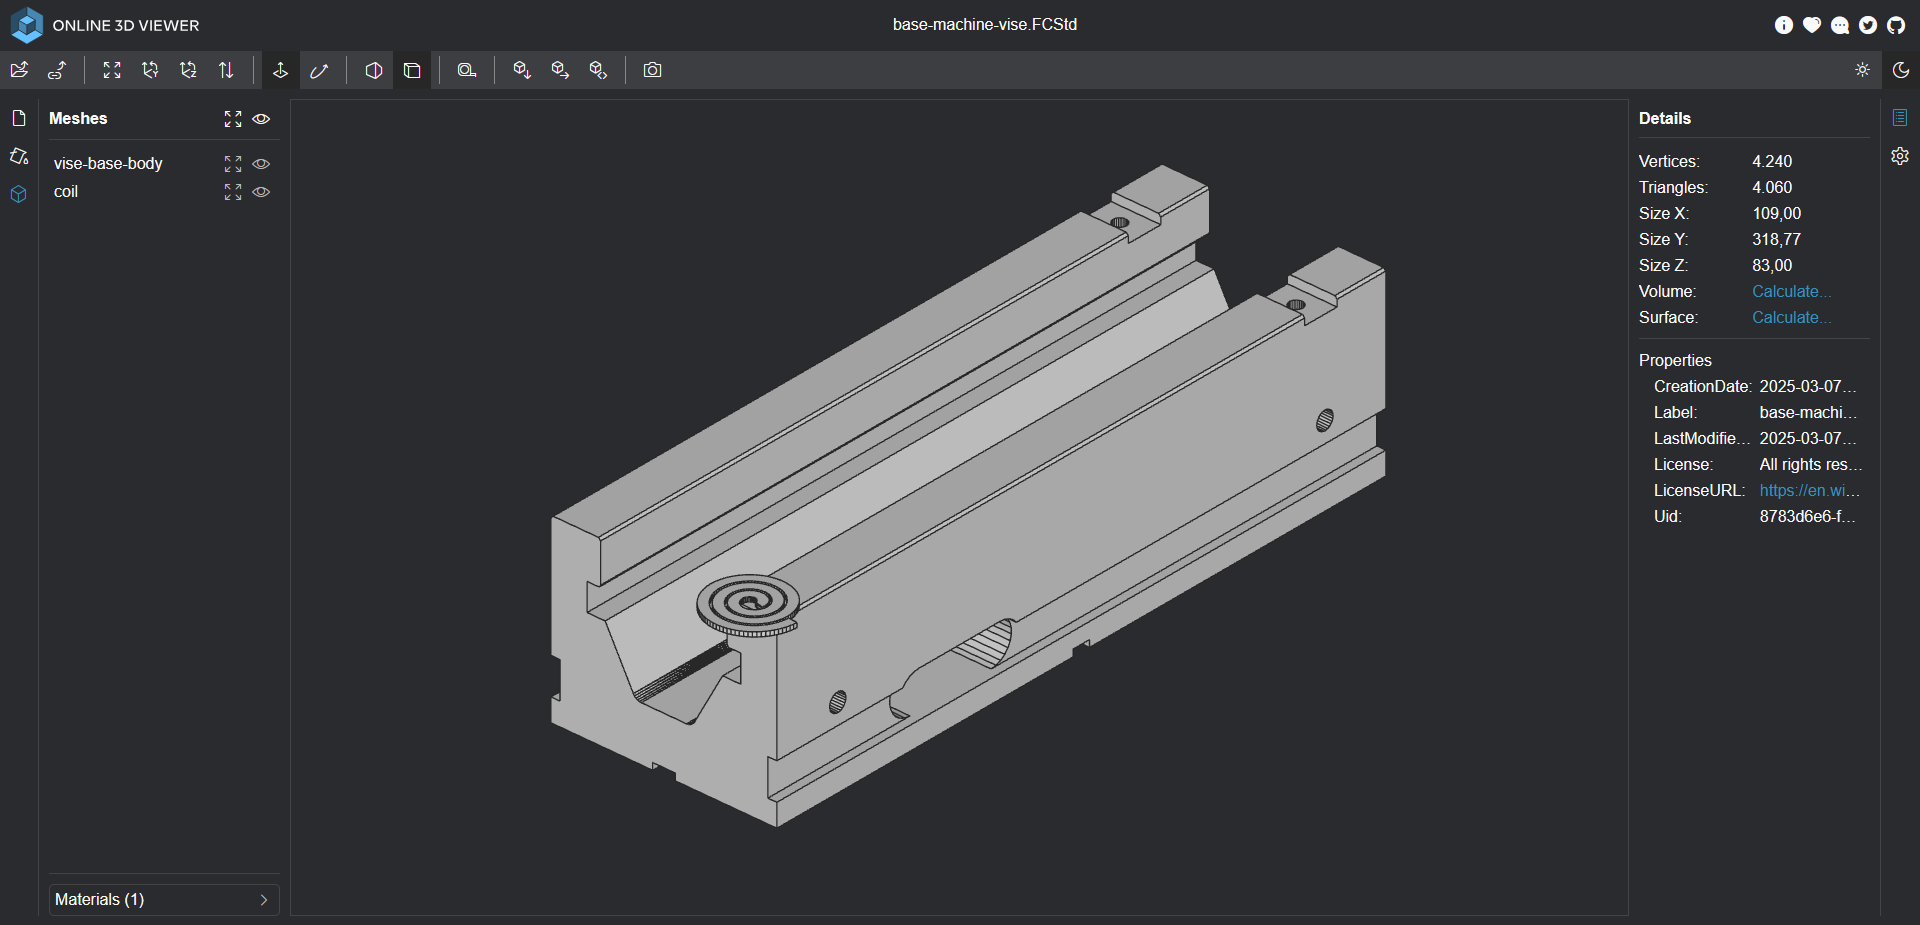 ONLINE 3D VIEWER
base-machine-vise.FCStd
Meshes
vise-base-body
coil
Materials (1)
Details
Vertices: 4.240
Triangles: 4.060
Size X: 109,00
Size Y: 318,77
Size Z: 83,00
Volume: Calculate...
Surface: Calculate...
Properties
CreationDate: 2025-03-07...
Label: base-machi...
LastModifie... 2025-03-07...
License: All rights res...
LicenseURL: https://en.wi...
Uid: 8783d6e6-f...